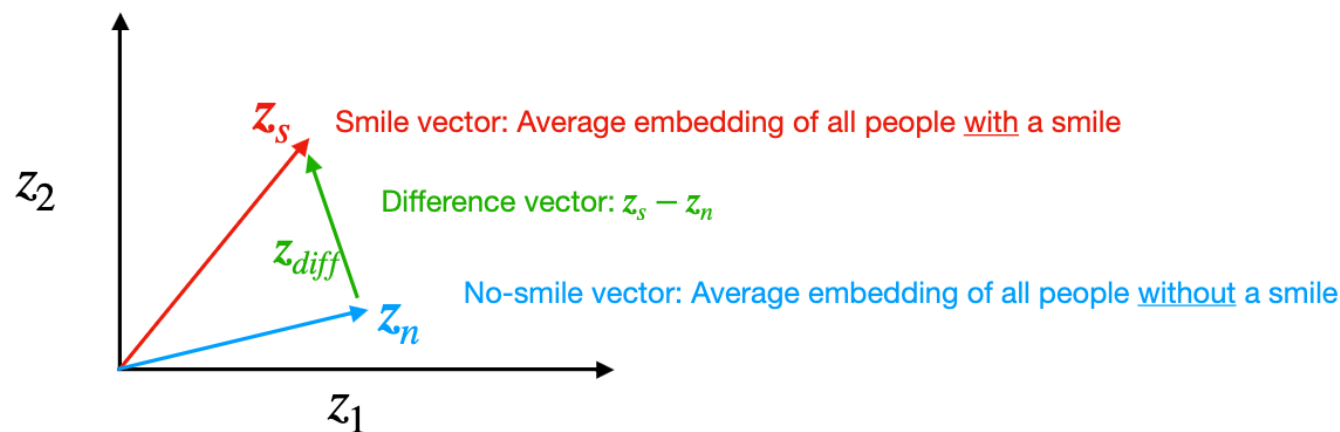 z_s Smile vector: Average embedding of all people with a smile
z_2
Difference vector: z_s − z_n
z_diff
No-smile vector: Average embedding of all people without a smile
z_n
z_1